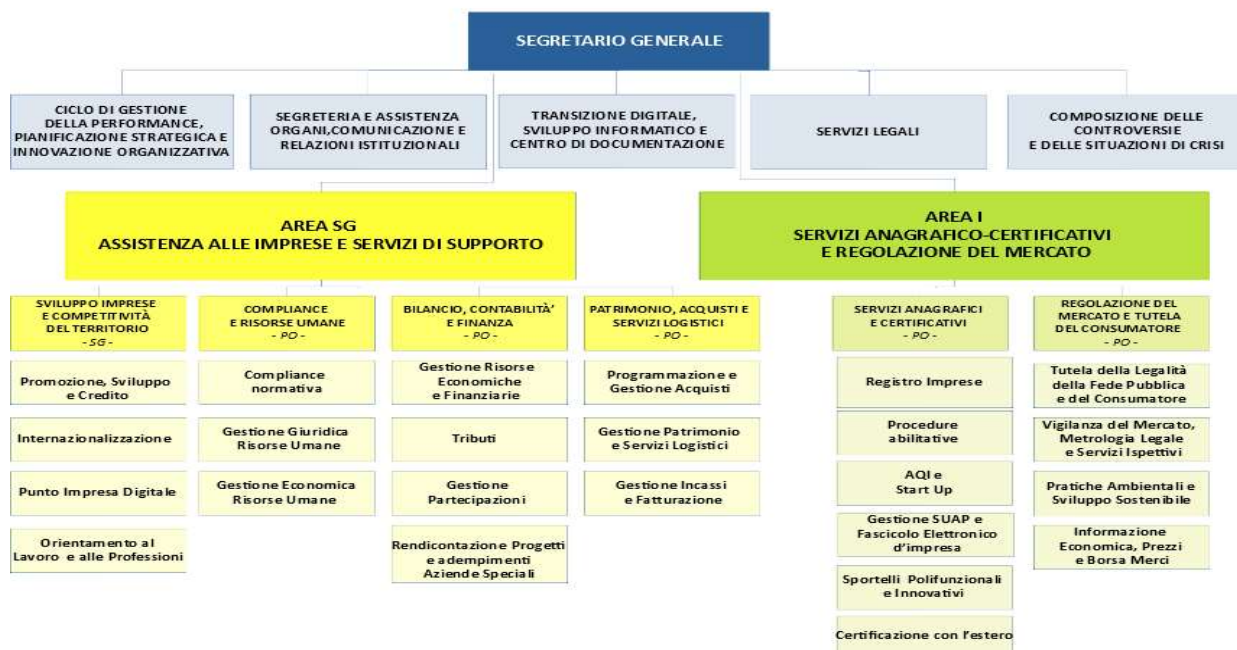 SEGRETARIO GENERALE
CICLO DI GESTIONE
DELLA PERFORMANCE,
PIANIFICAZIONE STRATEGICA E
INNOVAZIONE ORGANIZZATIVA
SEGRETERIA E ASSISTENZA
ORGANI,COMUNICAZIONE E
RELAZIONI ISTITUZIONALI
TRANSIZIONE DIGITALE,
SVILUPPO INFORMATICO E
CENTRO DI DOCUMENTAZIONE
SERVIZI LEGALI
COMPOSIZIONE DELLE
CONTROVERSIE
E DELLE SITUAZIONI DI CRISI
AREA SG
ASSISTENZA ALLE IMPRESE E SERVIZI DI SUPPORTO
AREA I
SERVIZI ANAGRAFICO-CERTIFICATIVI
E REGOLAZIONE DEL MERCATO
SVILUPPO IMPRESE
E COMPETITIVITÀ
DEL TERRITORIO
- SG -
Promozione, Sviluppo
e Credito
Internazionalizzazione
Punto Impresa Digitale
Orientamento al
Lavoro e alle Professioni
COMPLIANCE
E RISORSE UMANE
- PO -
Compliance
normativa
Gestione Giuridica
Risorse Umane
Gestione Economica
Risorse Umane
BILANCIO, CONTABILITÀ’
E FINANZA
- PO -
Gestione Risorse
Economiche
e Finanziarie
Tributi
Gestione
Partecipazioni
Rendicontazione Progetti
e adempimenti
Aziende Speciali
PATRIMONIO, ACQUISTI E
SERVIZI LOGISTICI
- PO -
Programmazione e
Gestione Acquisti
Gestione Patrimonio
e Servizi Logistici
Gestione Incassi
e Fatturazione
SERVIZI ANAGRAFICI
E CERTIFICATIVI
- PO -
Registro Imprese
Procedure
abilitative
AQI e
Start Up
Gestione SUAP e
Fascicolo Elettronico
d’impresa
Sportelli Polifunzionali
e Innovativi
Certificazione con l’estero
REGOLAZIONE DEL
MERCATO E TUTELA
DEL CONSUMATORE
- PO -
Tutela della Legalità
della Fede Pubblica
e del Consumatore
Vigilanza del Mercato,
Metrologia Legale
e Servizi Ispettivi
Pratiche Ambientali e
Sviluppo Sostenibile
Informazione
Economica, Prezzi
e Borsa Merci